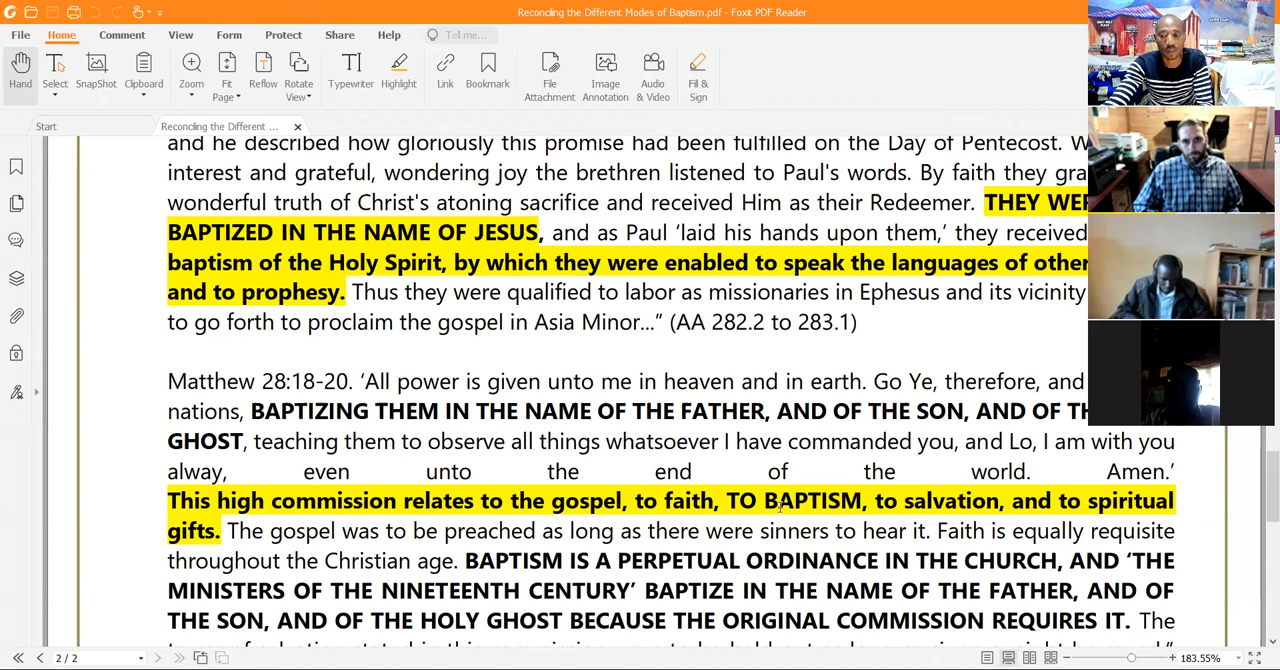 Reconciling the Different Modes of Baptism.pdf - Foxit PDF Reader
File Home Comment View Form Protect Share Help Tell me...
Hand Select SnapShot Clipboard Zoom Fit Page Reflow Rotate View Typewriter Highlight Link Bookmark File Attachment Image Annotation Audio & Video Fill & Sign
Start Reconciling the Different ...
and he described how gloriously this promise had been fulfilled on the Day of Pentecost. W
interest and grateful, wondering joy the brethren listened to Paul's words. By faith they gra
wonderful truth of Christ's atoning sacrifice and received Him as their Redeemer. THEY WER
BAPTIZED IN THE NAME OF JESUS, and as Paul ‘laid his hands upon them,’ they received
baptism of the Holy Spirit, by which they were enabled to speak the languages of other
and to prophesy. Thus they were qualified to labor as missionaries in Ephesus and its vicinity
to go forth to proclaim the gospel in Asia Minor...” (AA 282.2 to 283.1)
Matthew 28:18-20. ‘All power is given unto me in heaven and in earth. Go Ye, therefore, and
nations, BAPTIZING THEM IN THE NAME OF THE FATHER, AND OF THE SON, AND OF TH
GHOST, teaching them to observe all things whatsoever I have commanded you, and Lo, I am with you
alway, even unto the end of the world. Amen.’
This high commission relates to the gospel, to faith, TO BAPTISM, to salvation, and to spiritual
gifts. The gospel was to be preached as long as there were sinners to hear it. Faith is equally requisite
throughout the Christian age. BAPTISM IS A PERPETUAL ORDINANCE IN THE CHURCH, AND ‘THE
MINISTERS OF THE NINETEENTH CENTURY’ BAPTIZE IN THE NAME OF THE FATHER, AND OF
THE SON, AND OF THE HOLY GHOST BECAUSE THE ORIGINAL COMMISSION REQUIRES IT. The
2 / 2
183.55%